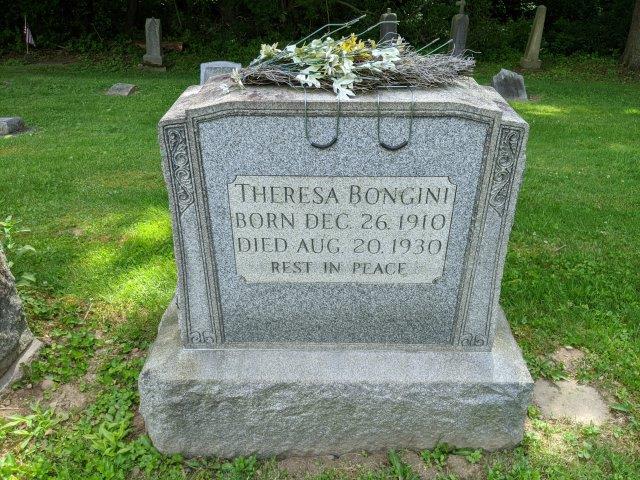 THERESA BONGINI
BORN DEC. 26. 1910
DIED AUG. 20. 1930
REST IN PEACE